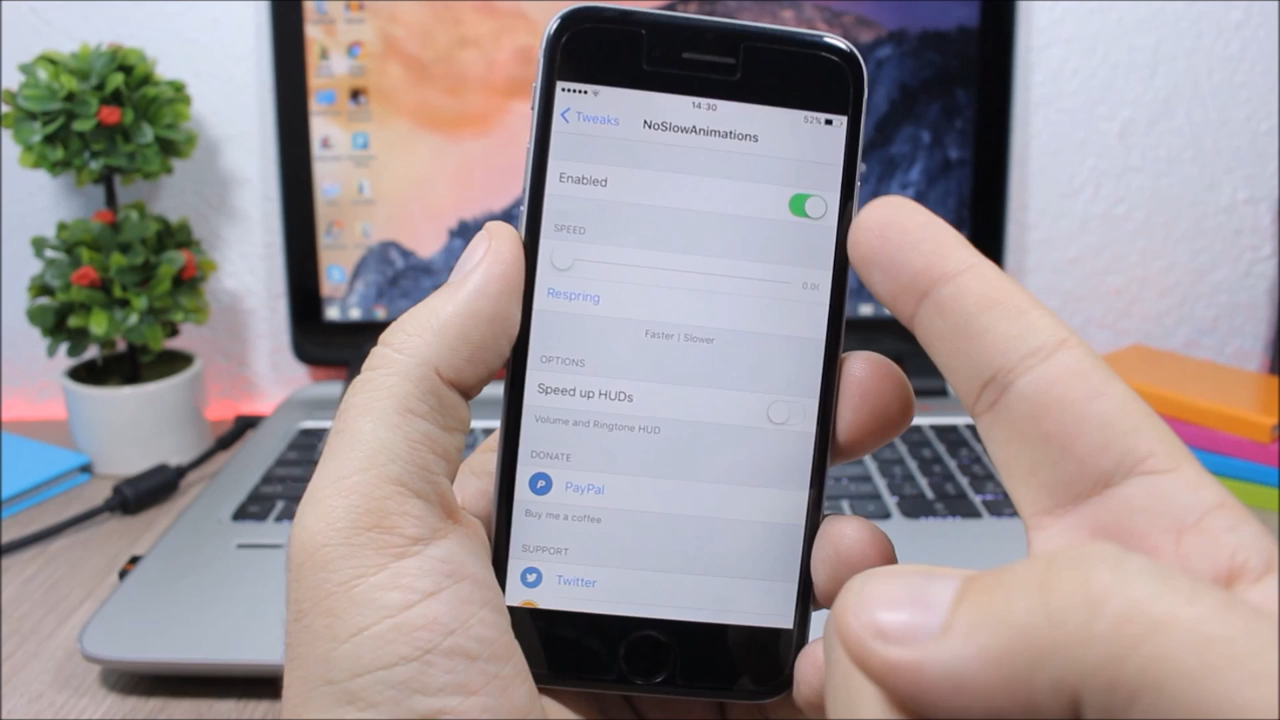 14:30
52%
Tweaks
NoSlowAnimations
Enabled
SPEED
Respring
Faster | Slower
OPTIONS
Speed up HUDs
Volume and Ringtone HUD
DONATE
PayPal
Buy me a coffee
SUPPORT
Twitter